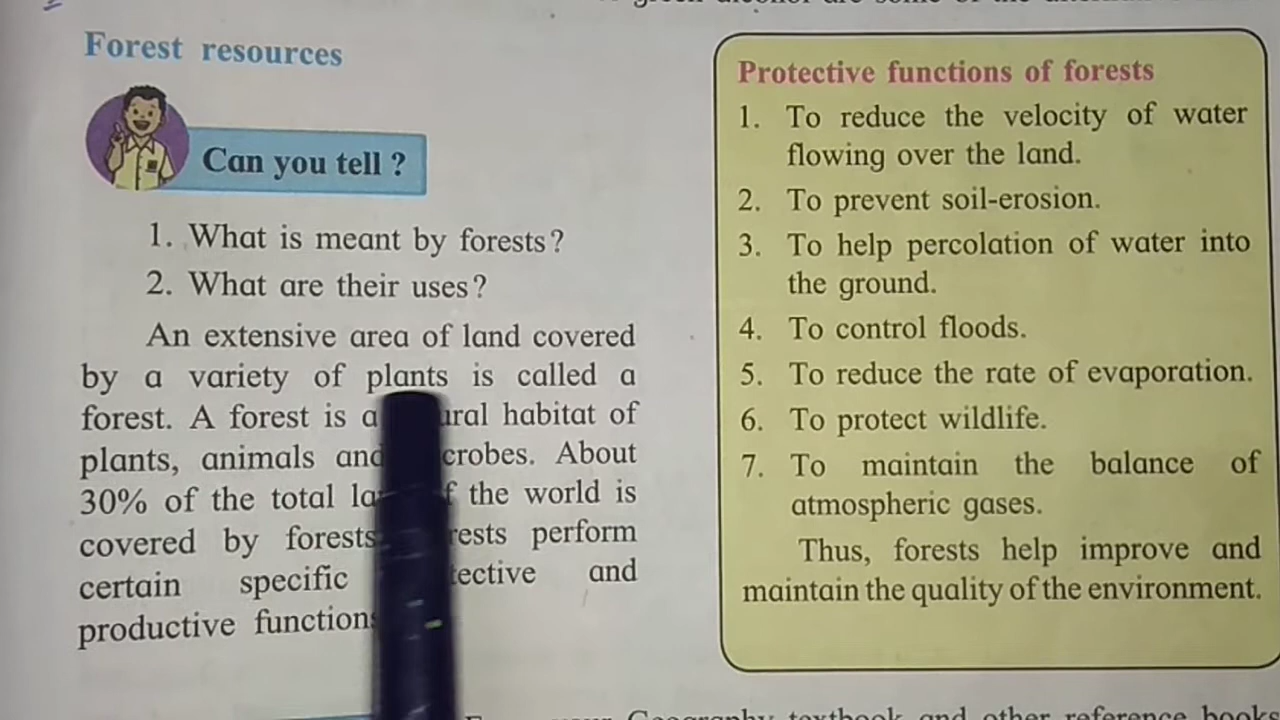 Forest resources
Can you tell ?
1. What is meant by forests?
2. What are their uses?
An extensive area of land covered
by a variety of plants is called a
forest. A forest is a habitat of
plants, animals and About
30% of the total the world is
covered by forests perform
certain specific and
productive
Protective functions of forests
1. To reduce the velocity of water
flowing over the land.
2. To prevent soil-erosion.
3. To help percolation of water into
the ground.
4. To control floods.
5. To reduce the rate of evaporation.
6. To protect wildlife.
7. To maintain the balance of
atmospheric gases.
Thus, forests help improve and
maintain the quality of the environment.
Geography textbook and other reference books